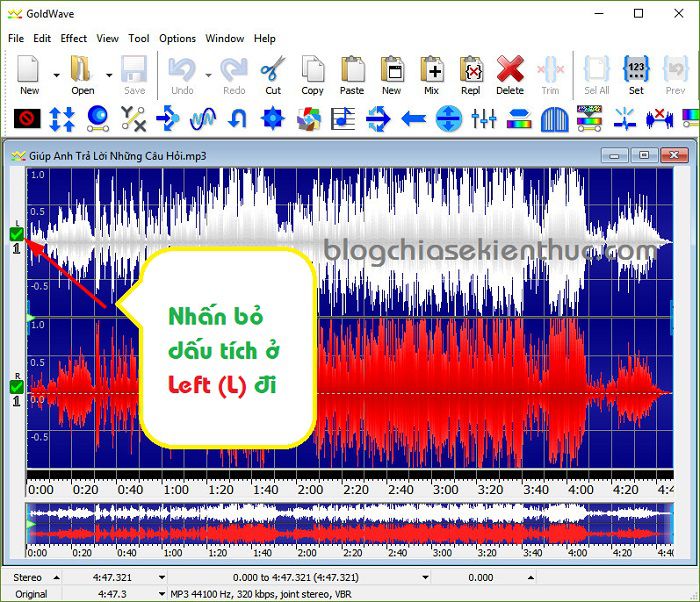 GoldWave
File Edit Effect View Tool Options Window Help
New Open Save Undo Redo Cut Copy Paste New Mix Repl Delete Trim Sel All Set Prev
123
Giúp Anh Trả Lời Những Câu Hỏi.mp3
1.0
0.5
L
1
blogchiasekienthuc.com
-0.5
Nhấn bỏ
dấu tích ở
Left (L) đi
1.0
0.5
R
1
0.0
-0.5
0:00 0:20 0:40 1:00 1:20 1:40 2:00 2:20 2:40 3:00 3:20 3:40 4:00 4:20 4:4
0:00 0:20 0:40 1:00 1:20 1:40 2:00 2:20 2:40 3:00 3:20 3:40 4:00 4:20 4:40
Stereo 4:47.321 0.000 to 4:47.321 (4:47.321) 0.000
Original 4:47.3 MP3 44100 Hz, 320 kbps, joint stereo, VBR